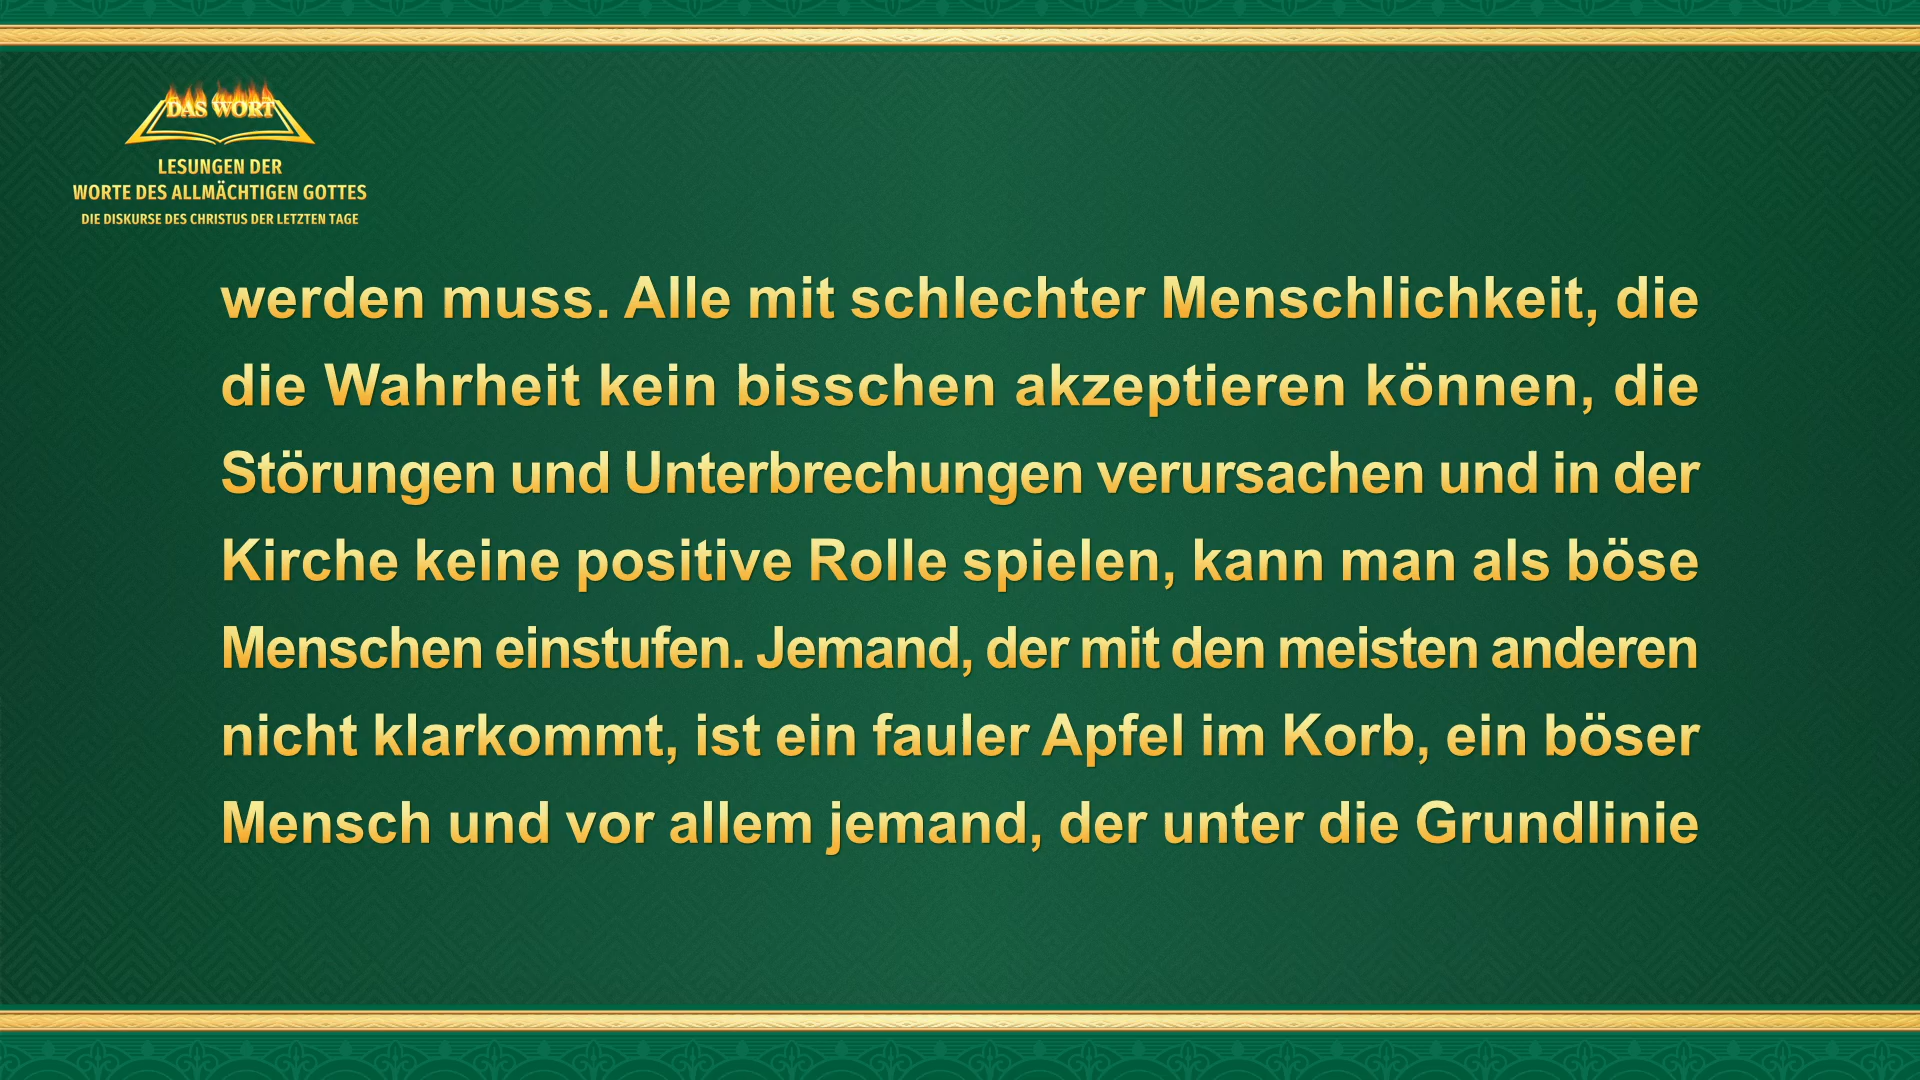 DAS WORT
LESUNGEN DER
WORTE DES ALLMÄCHTIGEN GOTTES
DIE DISKURSE DES CHRISTUS DER LETZTEN TAGE
werden muss. Alle mit schlechter Menschlichkeit, die
die Wahrheit kein bisschen akzeptieren können, die
Störungen und Unterbrechungen verursachen und in der
Kirche keine positive Rolle spielen, kann man als böse
Menschen einstufen. Jemand, der mit den meisten anderen
nicht klarkommt, ist ein fauler Apfel im Korb, ein böser
Mensch und vor allem jemand, der unter die Grundlinie